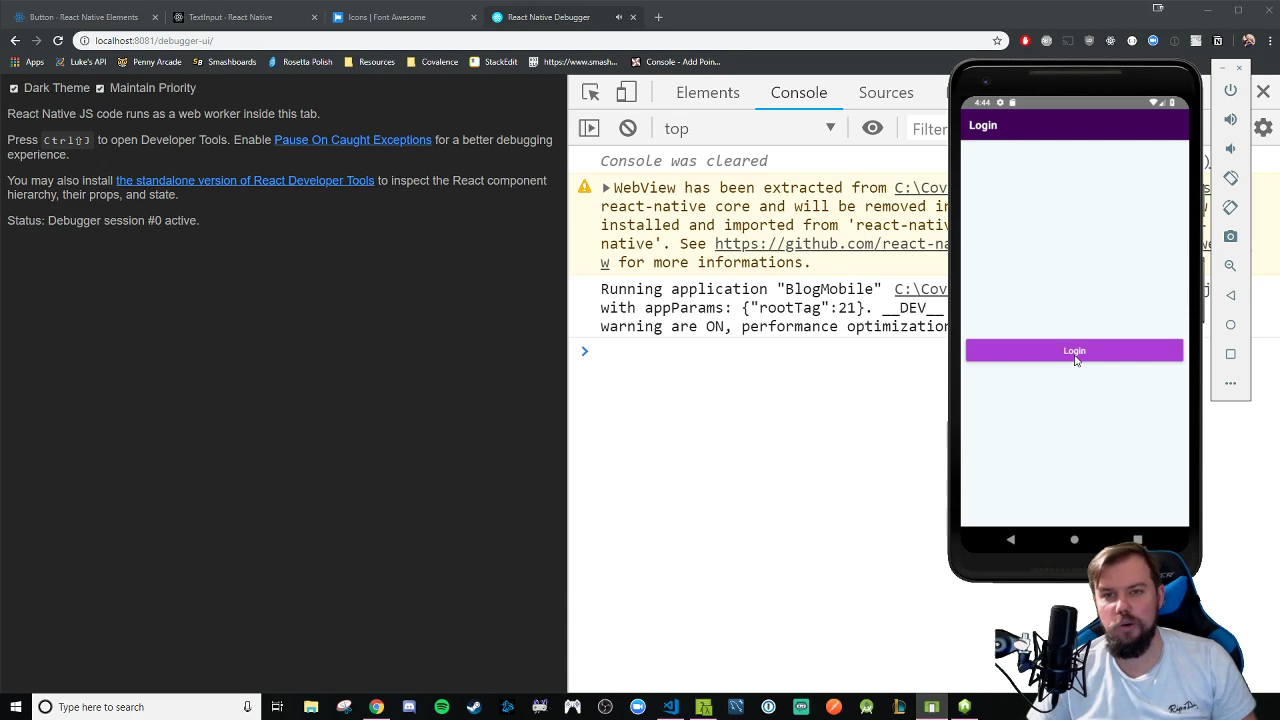 Button - React Native Elements
TextInput - React Native
Icons | Font Awesome
React Native Debugger
localhost:8081/debugger-ui/
Apps
Luke's API
Penny Arcade
Smashboards
Rosetta Polish
Resources
Covalence
StackEdit
https://www.smash...
Console - Add Poin...
Dark Theme
Maintain Priority
React Native JS code runs as a web worker inside this tab.
Press Ctrl⇧J to open Developer Tools. Enable Pause On Caught Exceptions for a better debugging
experience.
You may also install the standalone version of React Developer Tools to inspect the React component
hierarchy, their props, and state.
Status: Debugger session #0 active.
Elements
Console
Sources
top
Filter
Console was cleared
WebView has been extracted from C:\Cov
react-native core and will be removed in
installed and imported from 'react-nativ
native'. See https://github.com/react-na
w for more informations.
Running application "BlogMobile" C:\Cov
with appParams: {"rootTag":21}. __DEV__
warning are ON, performance optimization
4:44
Login
Login
Type here to search